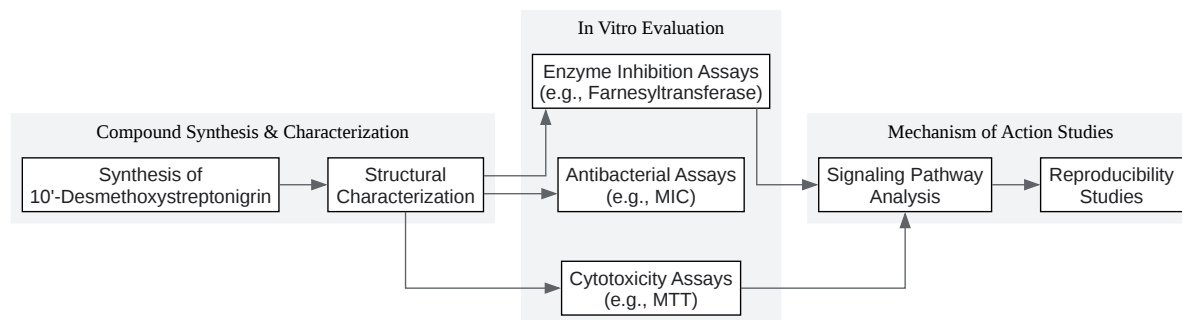 Compound Synthesis & Characterization
Synthesis of
10'-Desmethoxystreptonigrin
Structural
Characterization
In Vitro Evaluation
Enzyme Inhibition Assays
(e.g., Farnesyltransferase)
Antibacterial Assays
(e.g., MIC)
Cytotoxicity Assays
(e.g., MTT)
Mechanism of Action Studies
Signaling Pathway
Analysis
Reproducibility
Studies